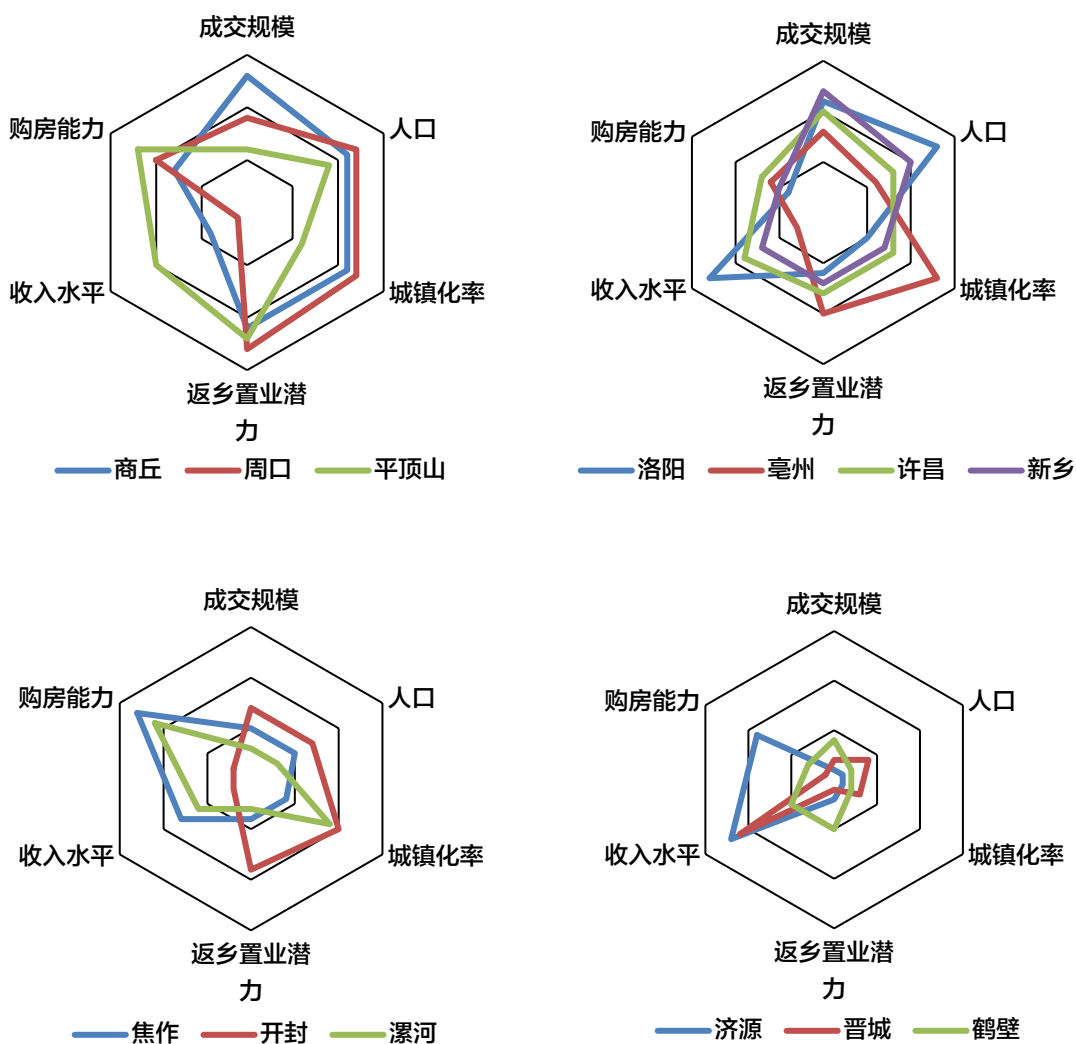 成交规模
人口
城镇化率
返乡置业潜
力
收入水平
购房能力
商丘 周口 平顶山
成交规模
人口
城镇化率
返乡置业潜
力
收入水平
购房能力
洛阳 亳州 许昌 新乡
成交规模
人口
城镇化率
返乡置业潜
力
收入水平
购房能力
焦作 开封 漯河
成交规模
人口
城镇化率
返乡置业潜
力
收入水平
购房能力
济源 晋城 鹤壁